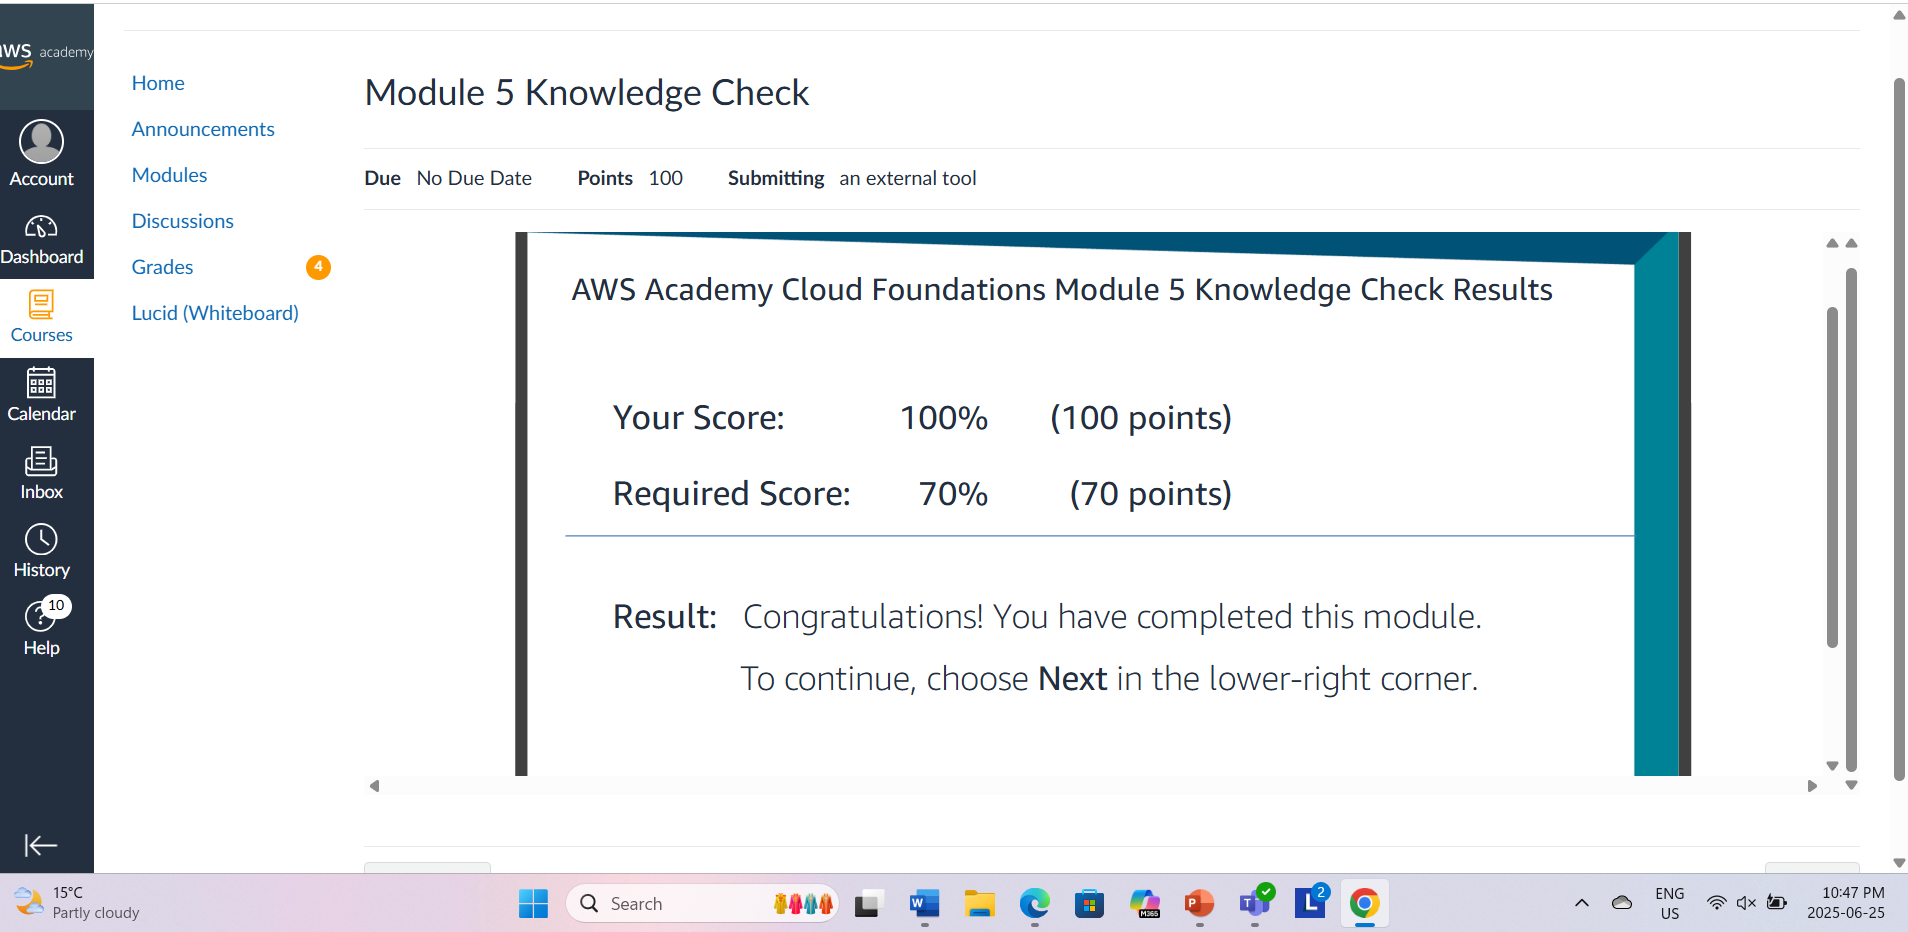 aws academy
Account
Dashboard
Courses
Calendar
Inbox
History
10
Help
Home
Announcements
Modules
Discussions
Grades 4
Lucid (Whiteboard)
Module 5 Knowledge Check
Due No Due Date Points 100 Submitting an external tool
AWS Academy Cloud Foundations Module 5 Knowledge Check Results
Your Score: 100% (100 points)
Required Score: 70% (70 points)
Result: Congratulations! You have completed this module.
To continue, choose Next in the lower-right corner.
15°C
Partly cloudy
Search
W
M365
P
T
L 2
ENG
US
10:47 PM
2025-06-25